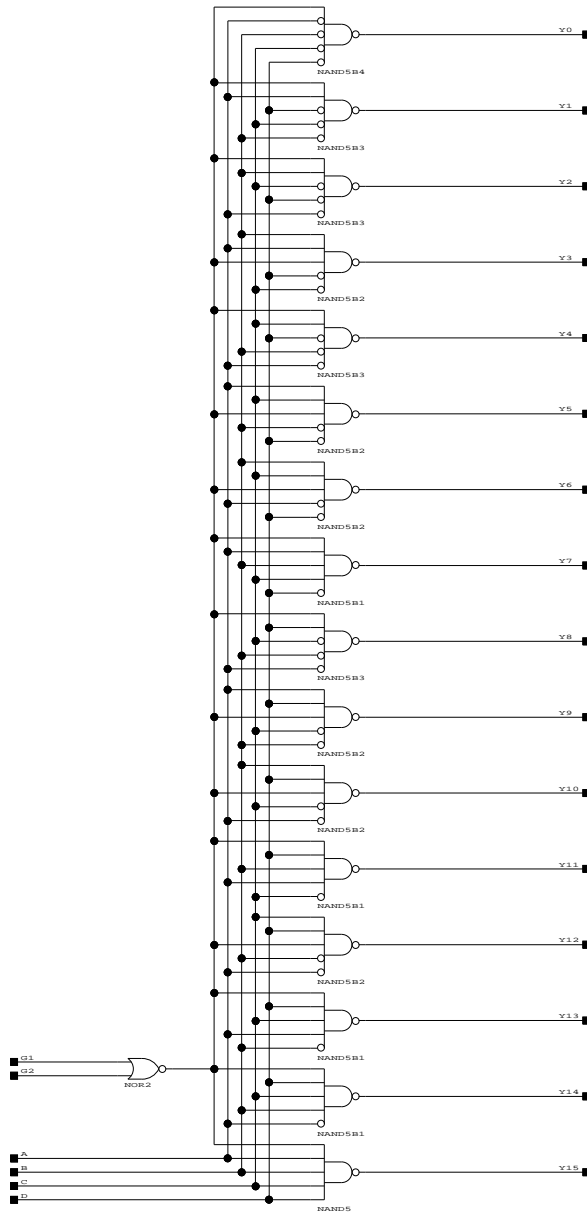 Y0
NAND5B4
Y1
NAND5B3
Y2
NAND5B3
Y3
NAND5B2
Y4
NAND5B3
Y5
NAND5B2
Y6
NAND5B2
Y7
NAND5B1
Y8
NAND5B3
Y9
NAND5B2
Y10
NAND5B2
Y11
NAND5B1
Y12
NAND5B2
Y13
NAND5B1
G1
G2
NOR2
Y14
NAND5B1
A
B
C
D
Y15
NAND5